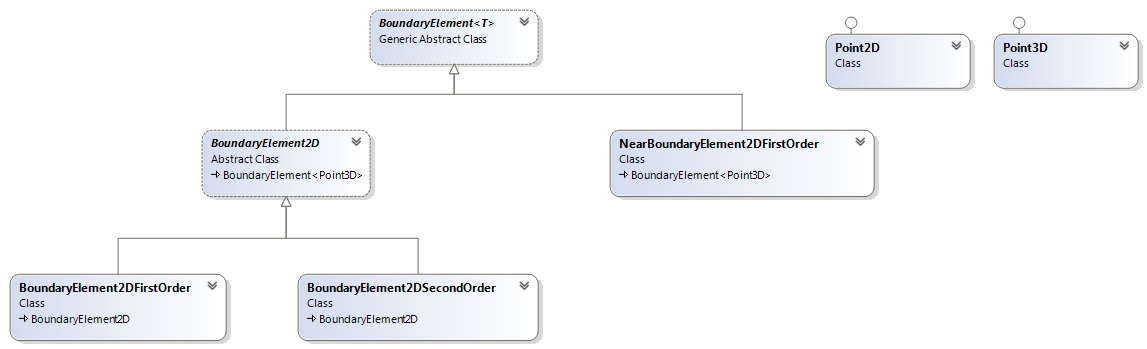 BoundaryElement<T>
Generic Abstract Class
Point2D
Class
Point3D
Class
BoundaryElement2D
Abstract Class
BoundaryElement<Point3D>
NearBoundaryElement2DFirstOrder
Class
BoundaryElement<Point3D>
BoundaryElement2DFirstOrder
Class
BoundaryElement2D
BoundaryElement2DSecondOrder
Class
BoundaryElement2D